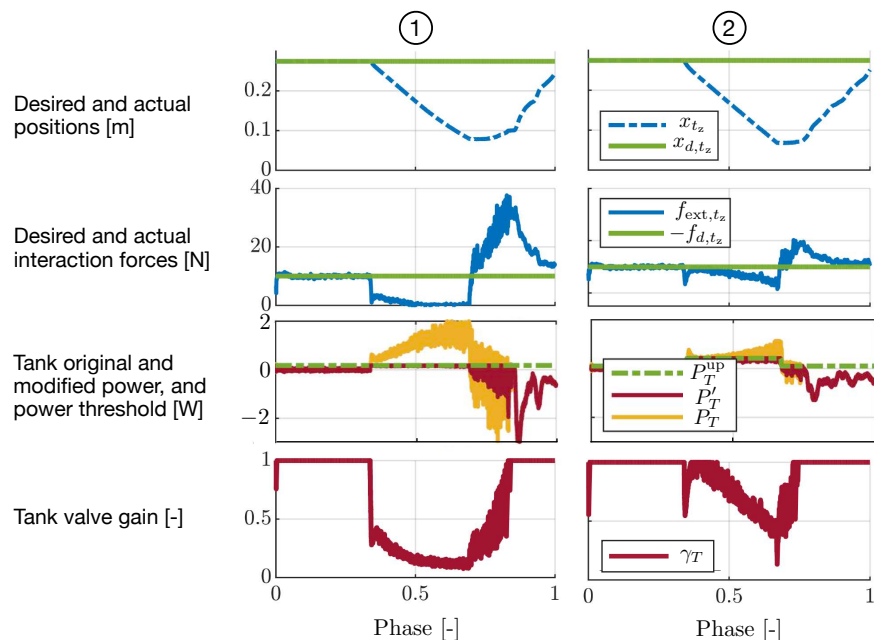 ① ②
Desired and actual
positions [m]
0.2
0.1
0
x_{t_z}
x_{d,t_z}
Desired and actual
interaction forces [N]
40
20
0
f_{ext,t_z}
-f_{d,t_z}
Tank original and
modified power, and
power threshold [W]
2
0
-2
P_T^{up}
P'_T
P_T
Tank valve gain [-]
1
0.5
0
γ_T
0 0.5 1 0 0.5 1
Phase [-] Phase [-]